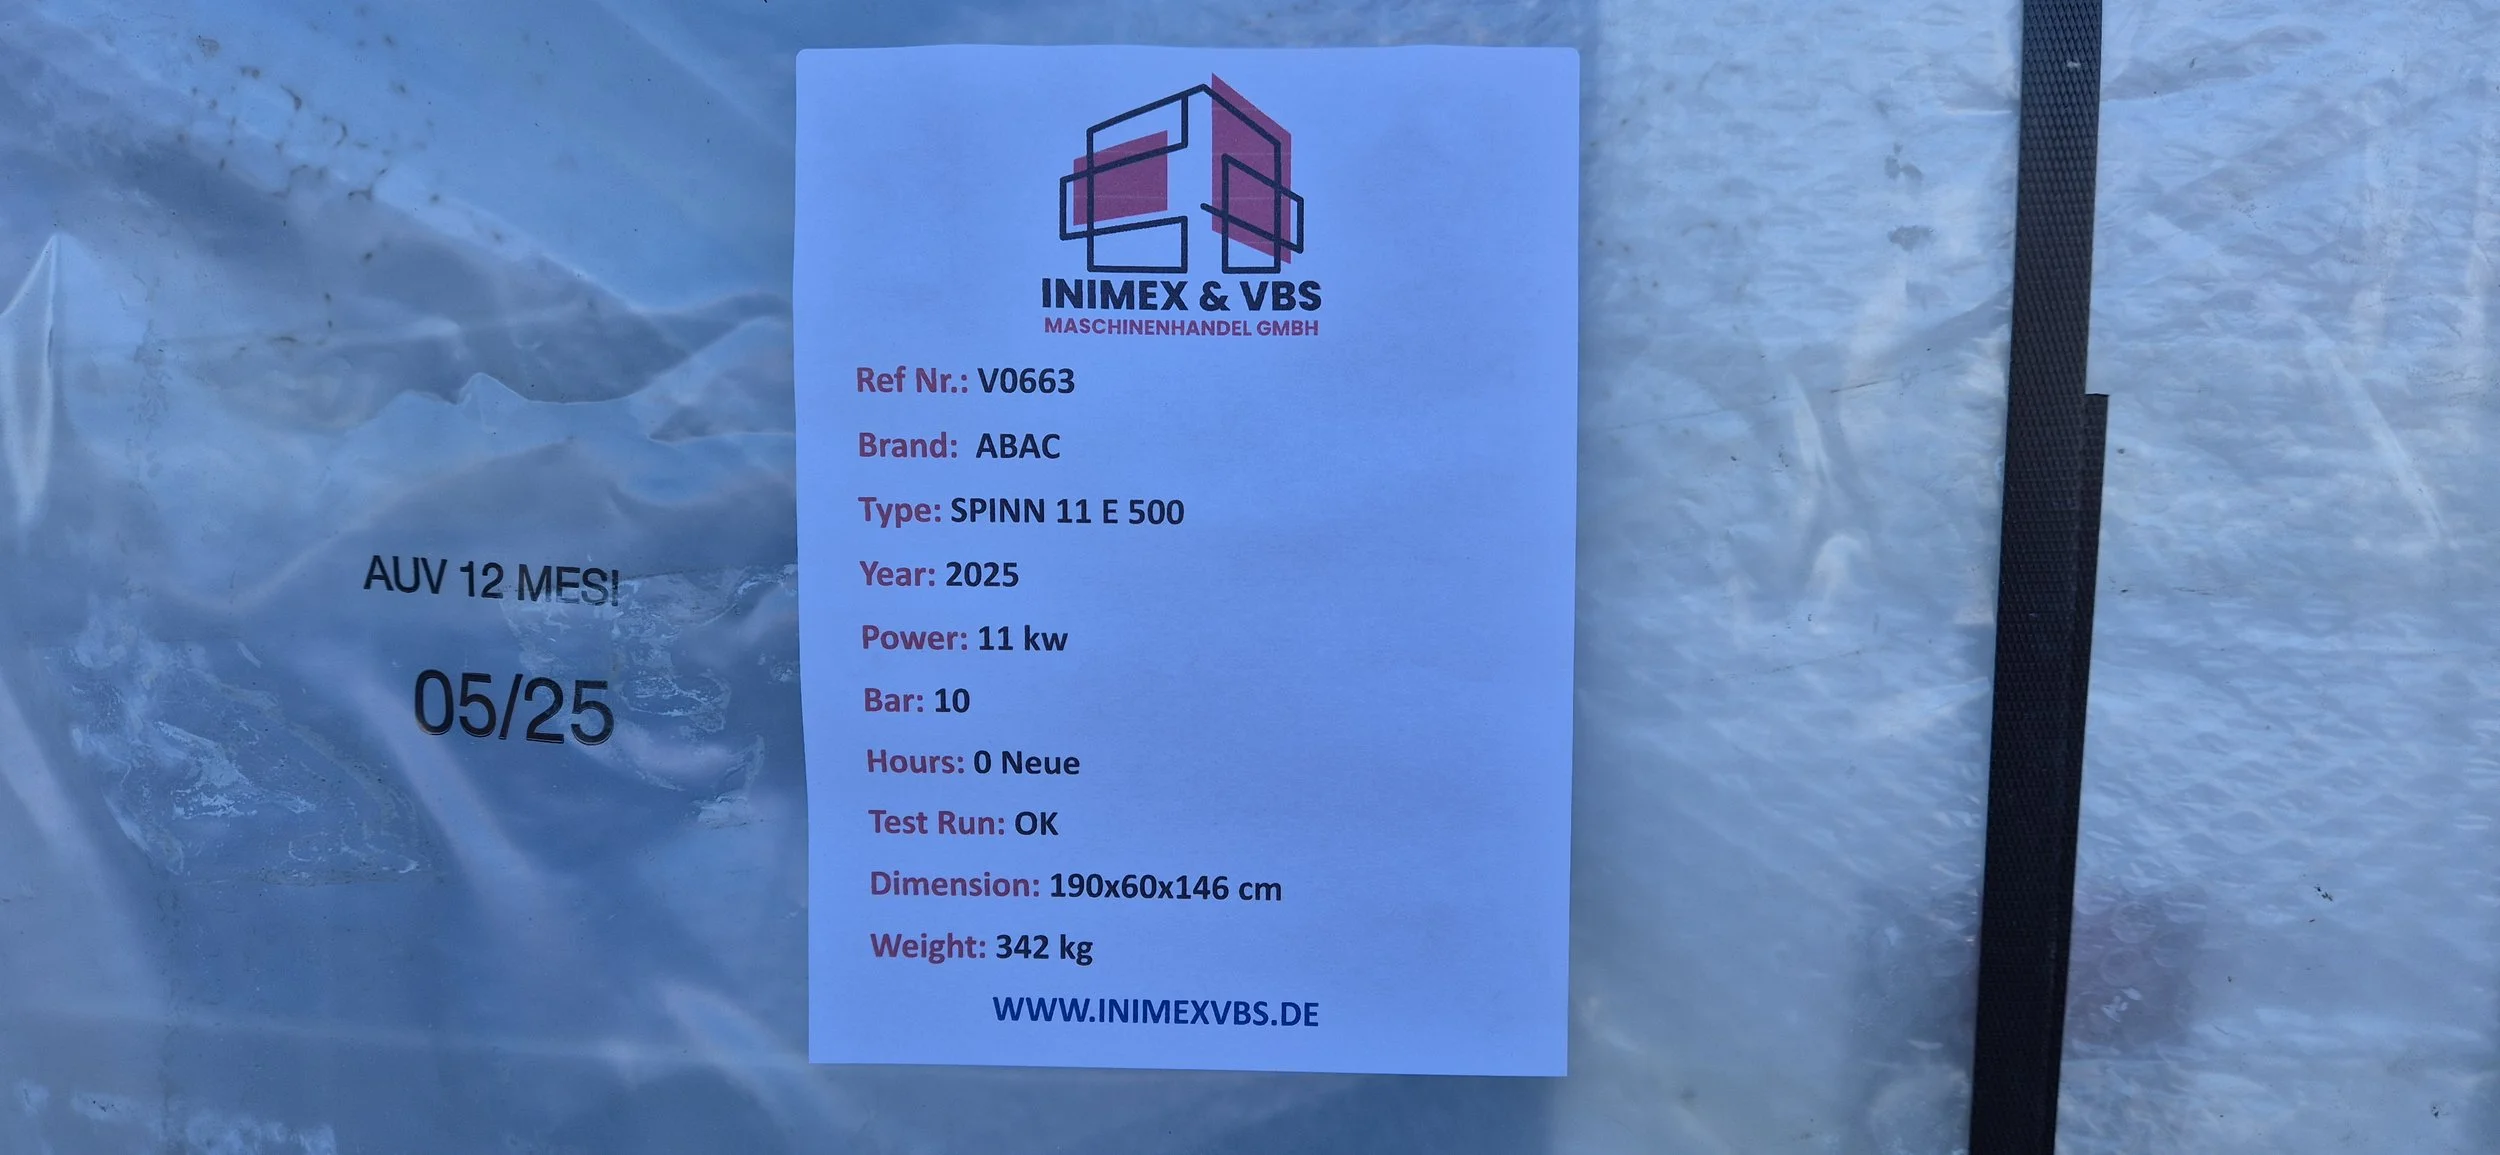 INIMEX & VBS
MASCHINENHANDEL GMBH
Ref Nr.: V0663
Brand: ABAC
Type: SPINN 11 E 500
Year: 2025
Power: 11 kw
Bar: 10
Hours: 0 Neue
Test Run: OK
Dimension: 190x60x146 cm
Weight: 342 kg
WWW.INIMEXVBS.DE
AUV 12 MESI
05/25